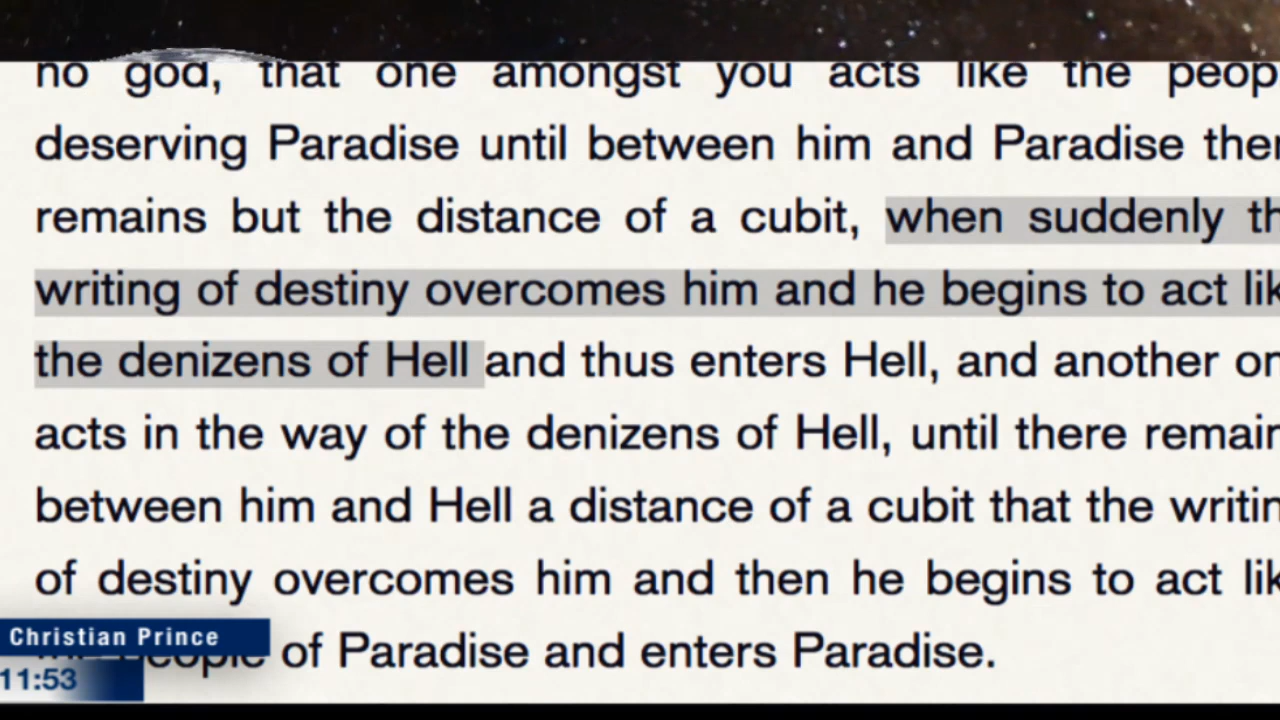 no god, that one amongst you acts like the peop
deserving Paradise until between him and Paradise ther
remains but the distance of a cubit, when suddenly th
writing of destiny overcomes him and he begins to act lik
the denizens of Hell and thus enters Hell, and another on
acts in the way of the denizens of Hell, until there remain
between him and Hell a distance of a cubit that the writin
of destiny overcomes him and then he begins to act lik
people of Paradise and enters Paradise.
Christian Prince
11:53